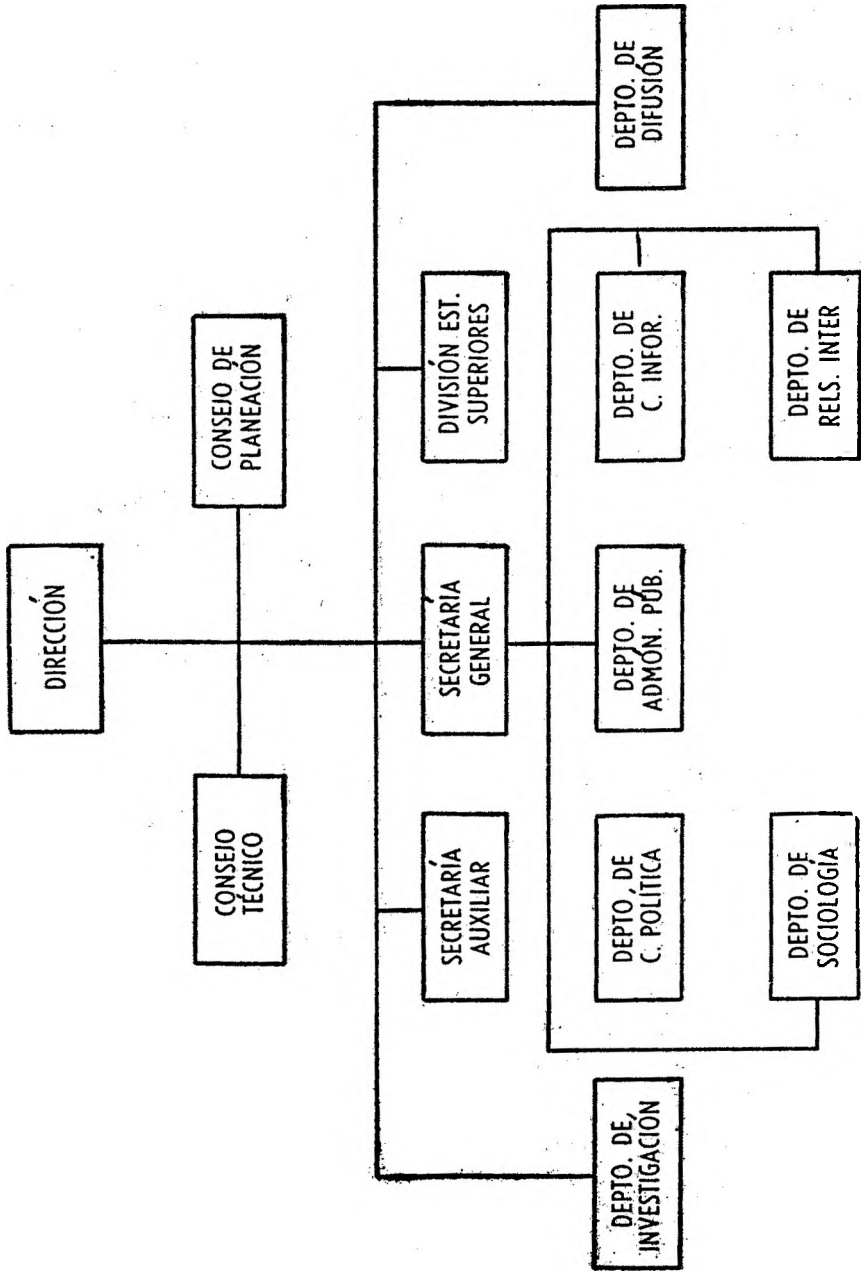 DIRECCIÓN
CONSEJO
TÉCNICO
CONSEJO DE
PLANEACIÓN
SECRETARÍA
AUXILIAR
SECRETARÍA
GENERAL
DIVISIÓN EST.
SUPERIORES
DEPTO. DE
INVESTIGACION
DEPTO. DE
C. POLÍTICA
DEPTO. DE
ADMÓN. PÚB.
DEPTO. DE
C. INFOR.
DEPTO. DE
DIFUSIÓN
DEPTO. DE
SOCIOLOGÍA
DEPTO. DE
RELS. INTER